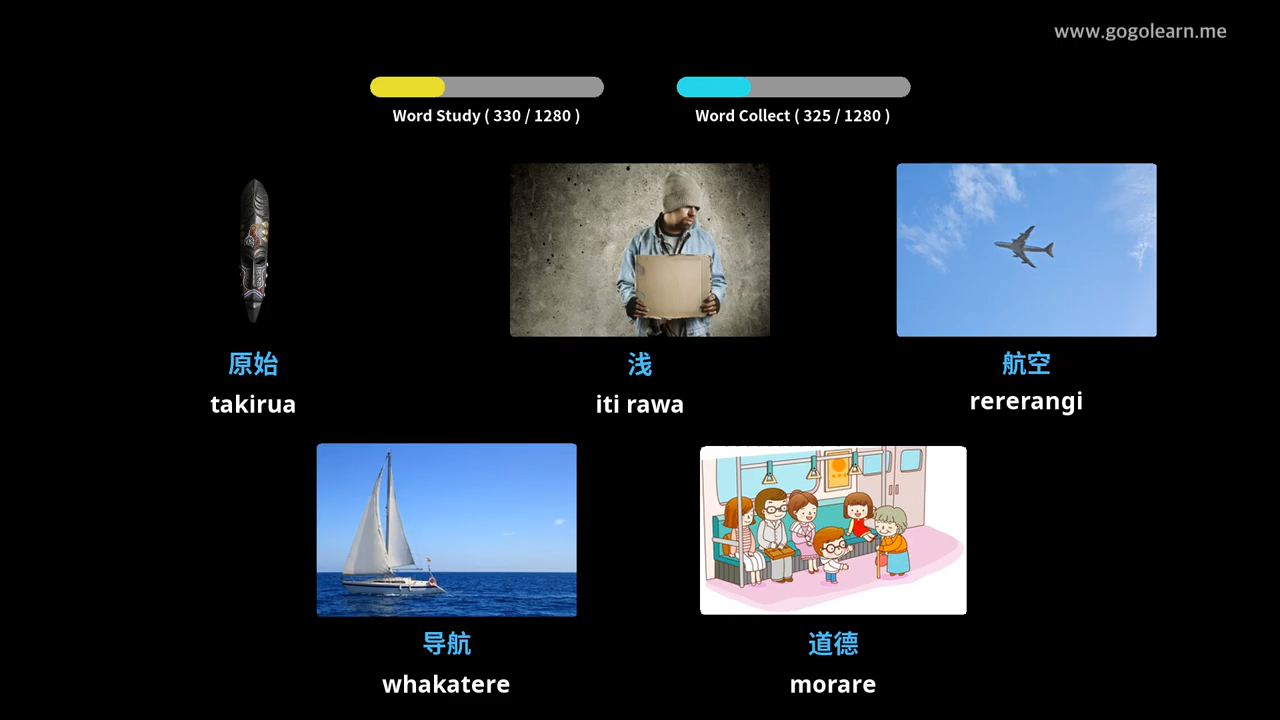 www.gogolearn.me
Word Study ( 330 / 1280 )
Word Collect ( 325 / 1280 )
原始
takirua
浅
iti rawa
航空
rererangi
导航
whakatere
道德
morare